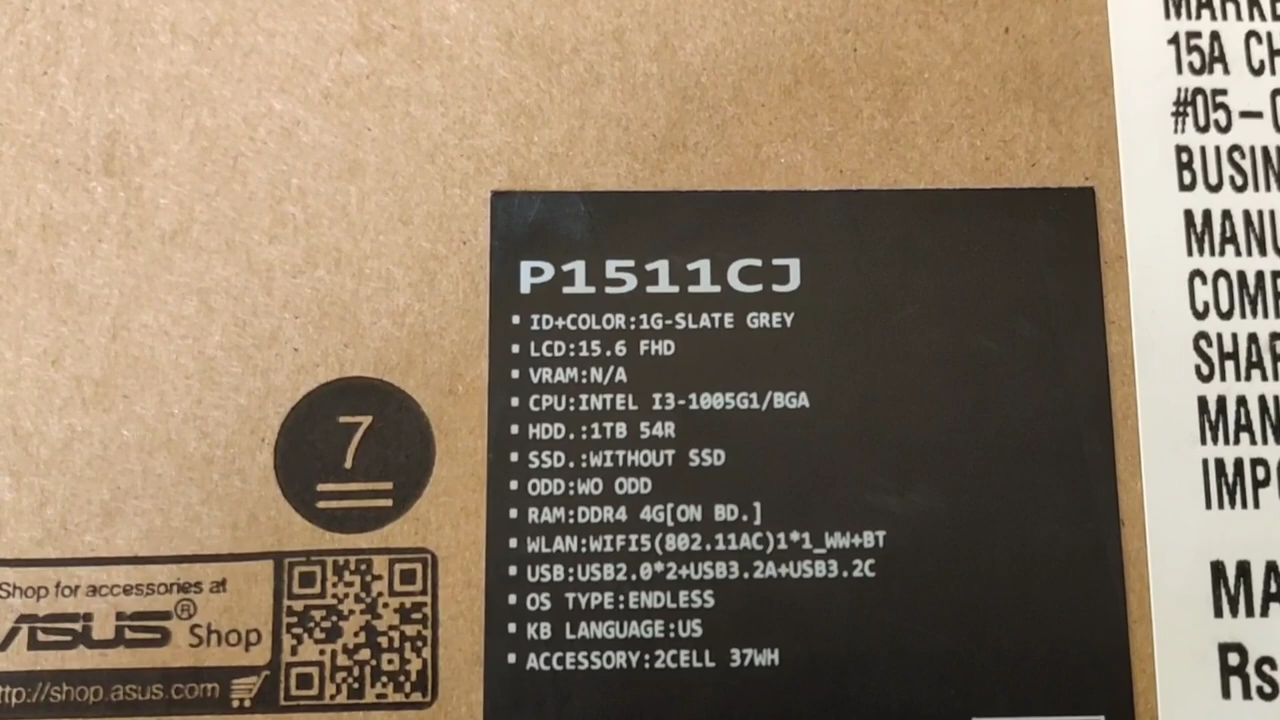 P1511CJ
▪ ID+COLOR:1G-SLATE GREY
▪ LCD:15.6 FHD
▪ VRAM:N/A
▪ CPU:INTEL I3-1005G1/BGA
▪ HDD.:1TB 54R
▪ SSD.:WITHOUT SSD
▪ ODD:WO ODD
▪ RAM:DDR4 4G[ON BD.]
▪ WLAN:WIFI5(802.11AC)1*1_WW+BT
▪ USB:USB2.0*2+USB3.2A+USB3.2C
▪ OS TYPE:ENDLESS
▪ KB LANGUAGE:US
▪ ACCESSORY:2CELL 37WH
7
Shop for accessories at
ASUS® Shop
ttp://shop.asus.com
15A CH
#05-0
BUSIN
MANU
COMP
SHAR
MAN
IMPO
MA
Rs